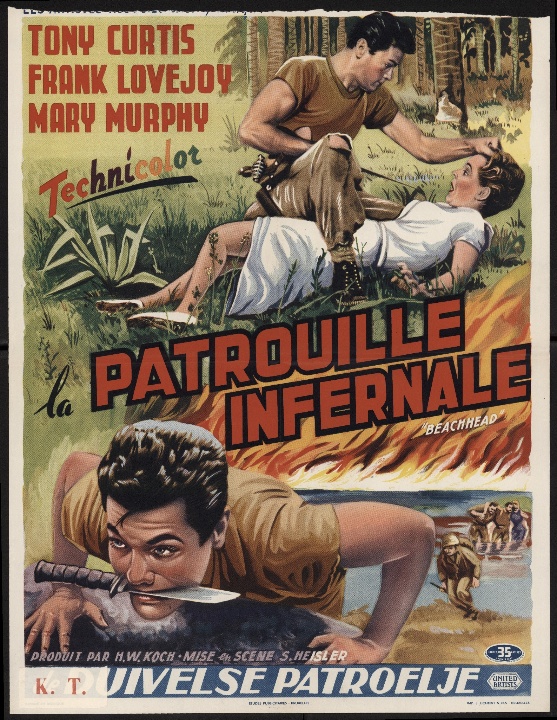 TONY CURTIS
FRANK LOVEJOY
MARY MURPHY
Technicolor
la PATROUILLE
INFERNALE
"BEACHHEAD"
PRODUIT PAR H.W. KOCH - MISE en SCENE S. HEISLER
35
K. T.
DUIVELSE PATROELJE
UNITED
ARTISTS